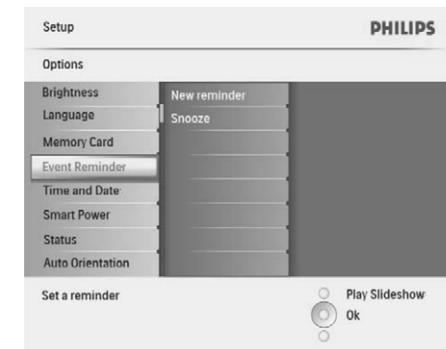 Setup
PHILIPS
Options
Brightness
New reminder
Language
Snooze
Memory Card
Event Reminder
Time and Date
Smart Power
Status
Auto Orientation
Set a reminder
Play Slideshow
Ok